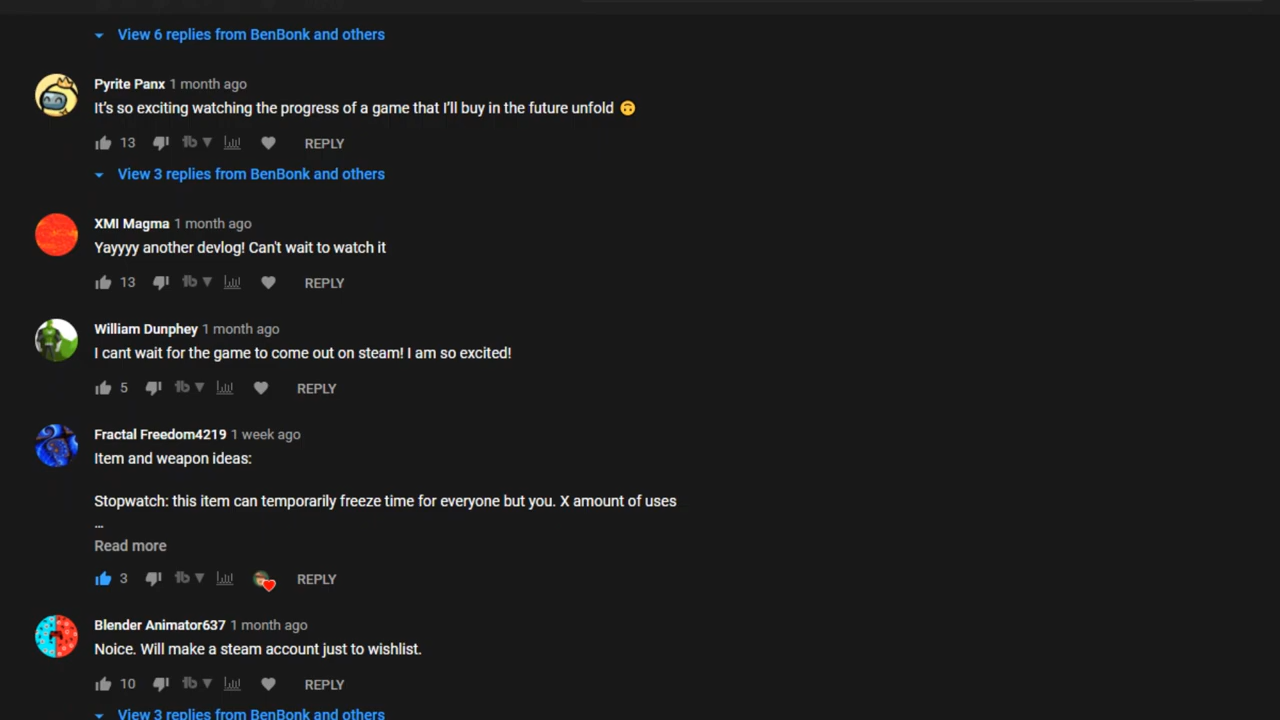 View 6 replies from BenBonk and others
Pyrite Panx 1 month ago
It's so exciting watching the progress of a game that I'll buy in the future unfold 🙃
13 REPLY
View 3 replies from BenBonk and others
XMI Magma 1 month ago
Yayyyy another devlog! Can't wait to watch it
13 REPLY
William Dunphey 1 month ago
I cant wait for the game to come out on steam! I am so excited!
5 REPLY
Fractal Freedom4219 1 week ago
Item and weapon ideas:
Stopwatch: this item can temporarily freeze time for everyone but you. X amount of uses
...
Read more
3 REPLY
Blender Animator637 1 month ago
Noice. Will make a steam account just to wishlist.
10 REPLY
View 3 replies from BenBonk and others